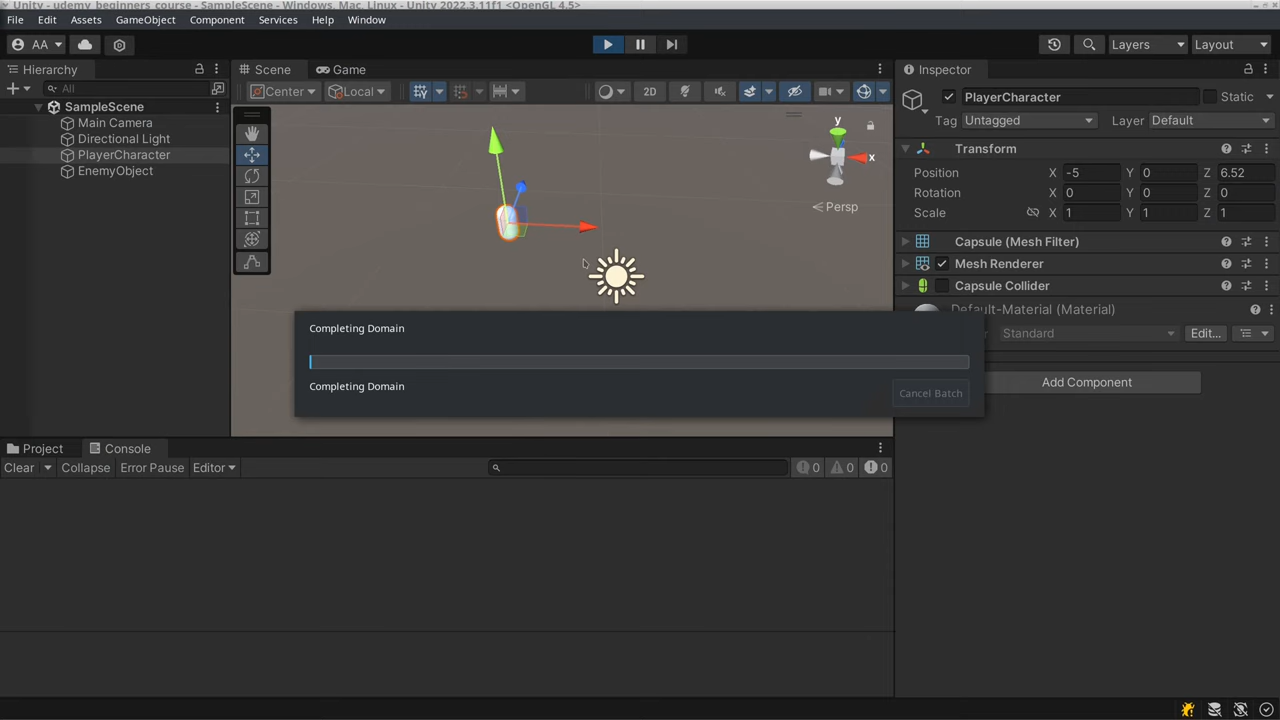 Unity - udemy_beginners_course - SampleScene - Windows, Mac, Linux - Unity 2022.3.11f1 <OpenGL 4.5>
File Edit Assets GameObject Component Services Help Window
AA Layers Layout
Hierarchy
All
SampleScene
Main Camera
Directional Light
PlayerCharacter
EnemyObject
Scene Game
Center Local 2D
y
x
Persp
Inspector
PlayerCharacter Static
Tag Untagged Layer Default
Transform
Position X -5 Y 0 Z 6.52
Rotation X 0 Y 0 Z 0
Scale X 1 Y 1 Z 1
Capsule (Mesh Filter)
Mesh Renderer
Capsule Collider
Default-Material (Material)
Standard Edit...
Add Component
Completing Domain
Completing Domain
Cancel Batch
Project Console
Clear Collapse Error Pause Editor 0 0 0